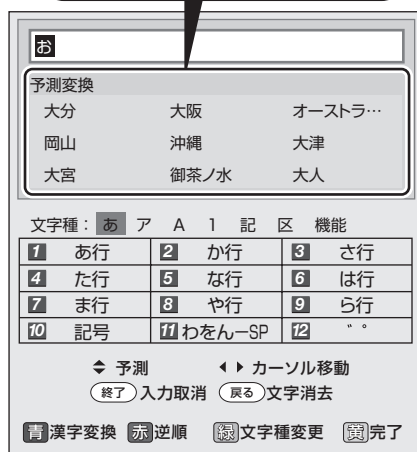 お
予測変換
大分 大阪 オーストラ…
岡山 沖縄 大津
大宮 御茶ノ水 大人
文字種： あ ア A 1 記 区 機能
1 あ行 2 か行 3 さ行
4 た行 5 な行 6 は行
7 ま行 8 や行 9 ら行
10 記号 11 わをんーSP 12 ゛゜
予測 カーソル移動
終了 入力取消 戻る 文字消去
青 漢字変換 赤 逆順 緑 文字種変更 黄 完了